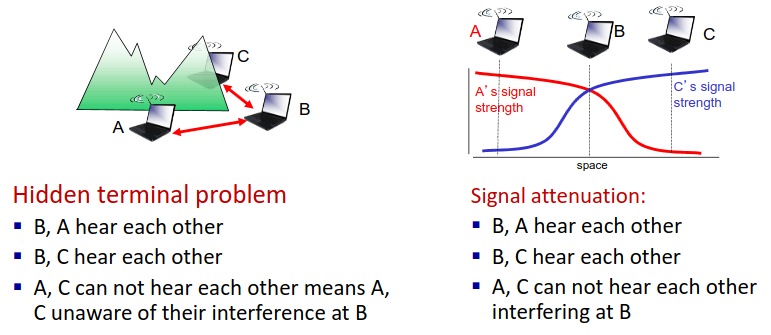 C
B
A
Hidden terminal problem
B, A hear each other
B, C hear each other
A, C can not hear each other means A,
C unaware of their interference at B
A
B
C
A’s signal
strength
C’s signal
strength
space
Signal attenuation:
B, A hear each other
B, C hear each other
A, C can not hear each other
interfering at B